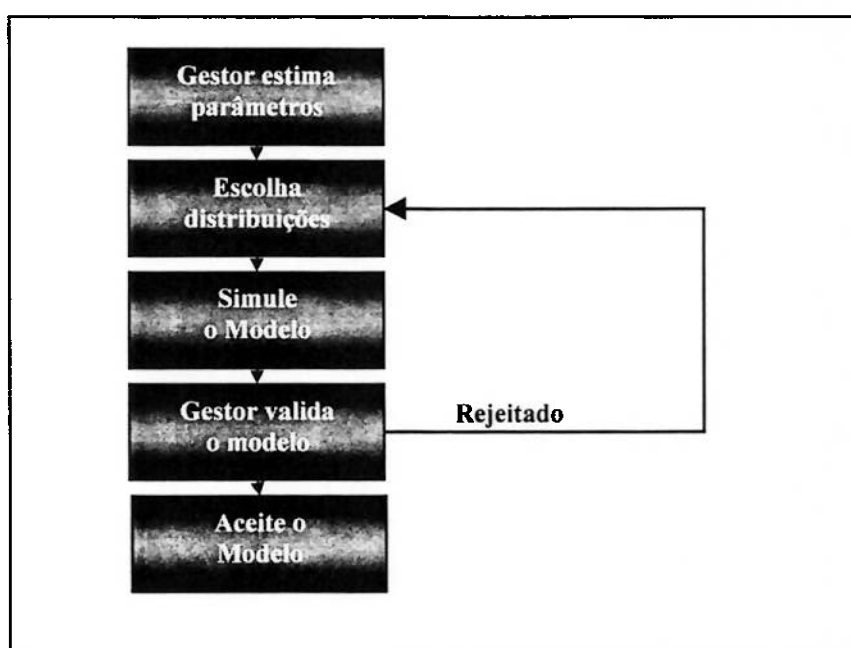 Gestor estima
parâmetros
Escolha
distribuições
Simule
o Modelo
Gestor valida
o modelo
Rejeitado
Aceite o
Modelo